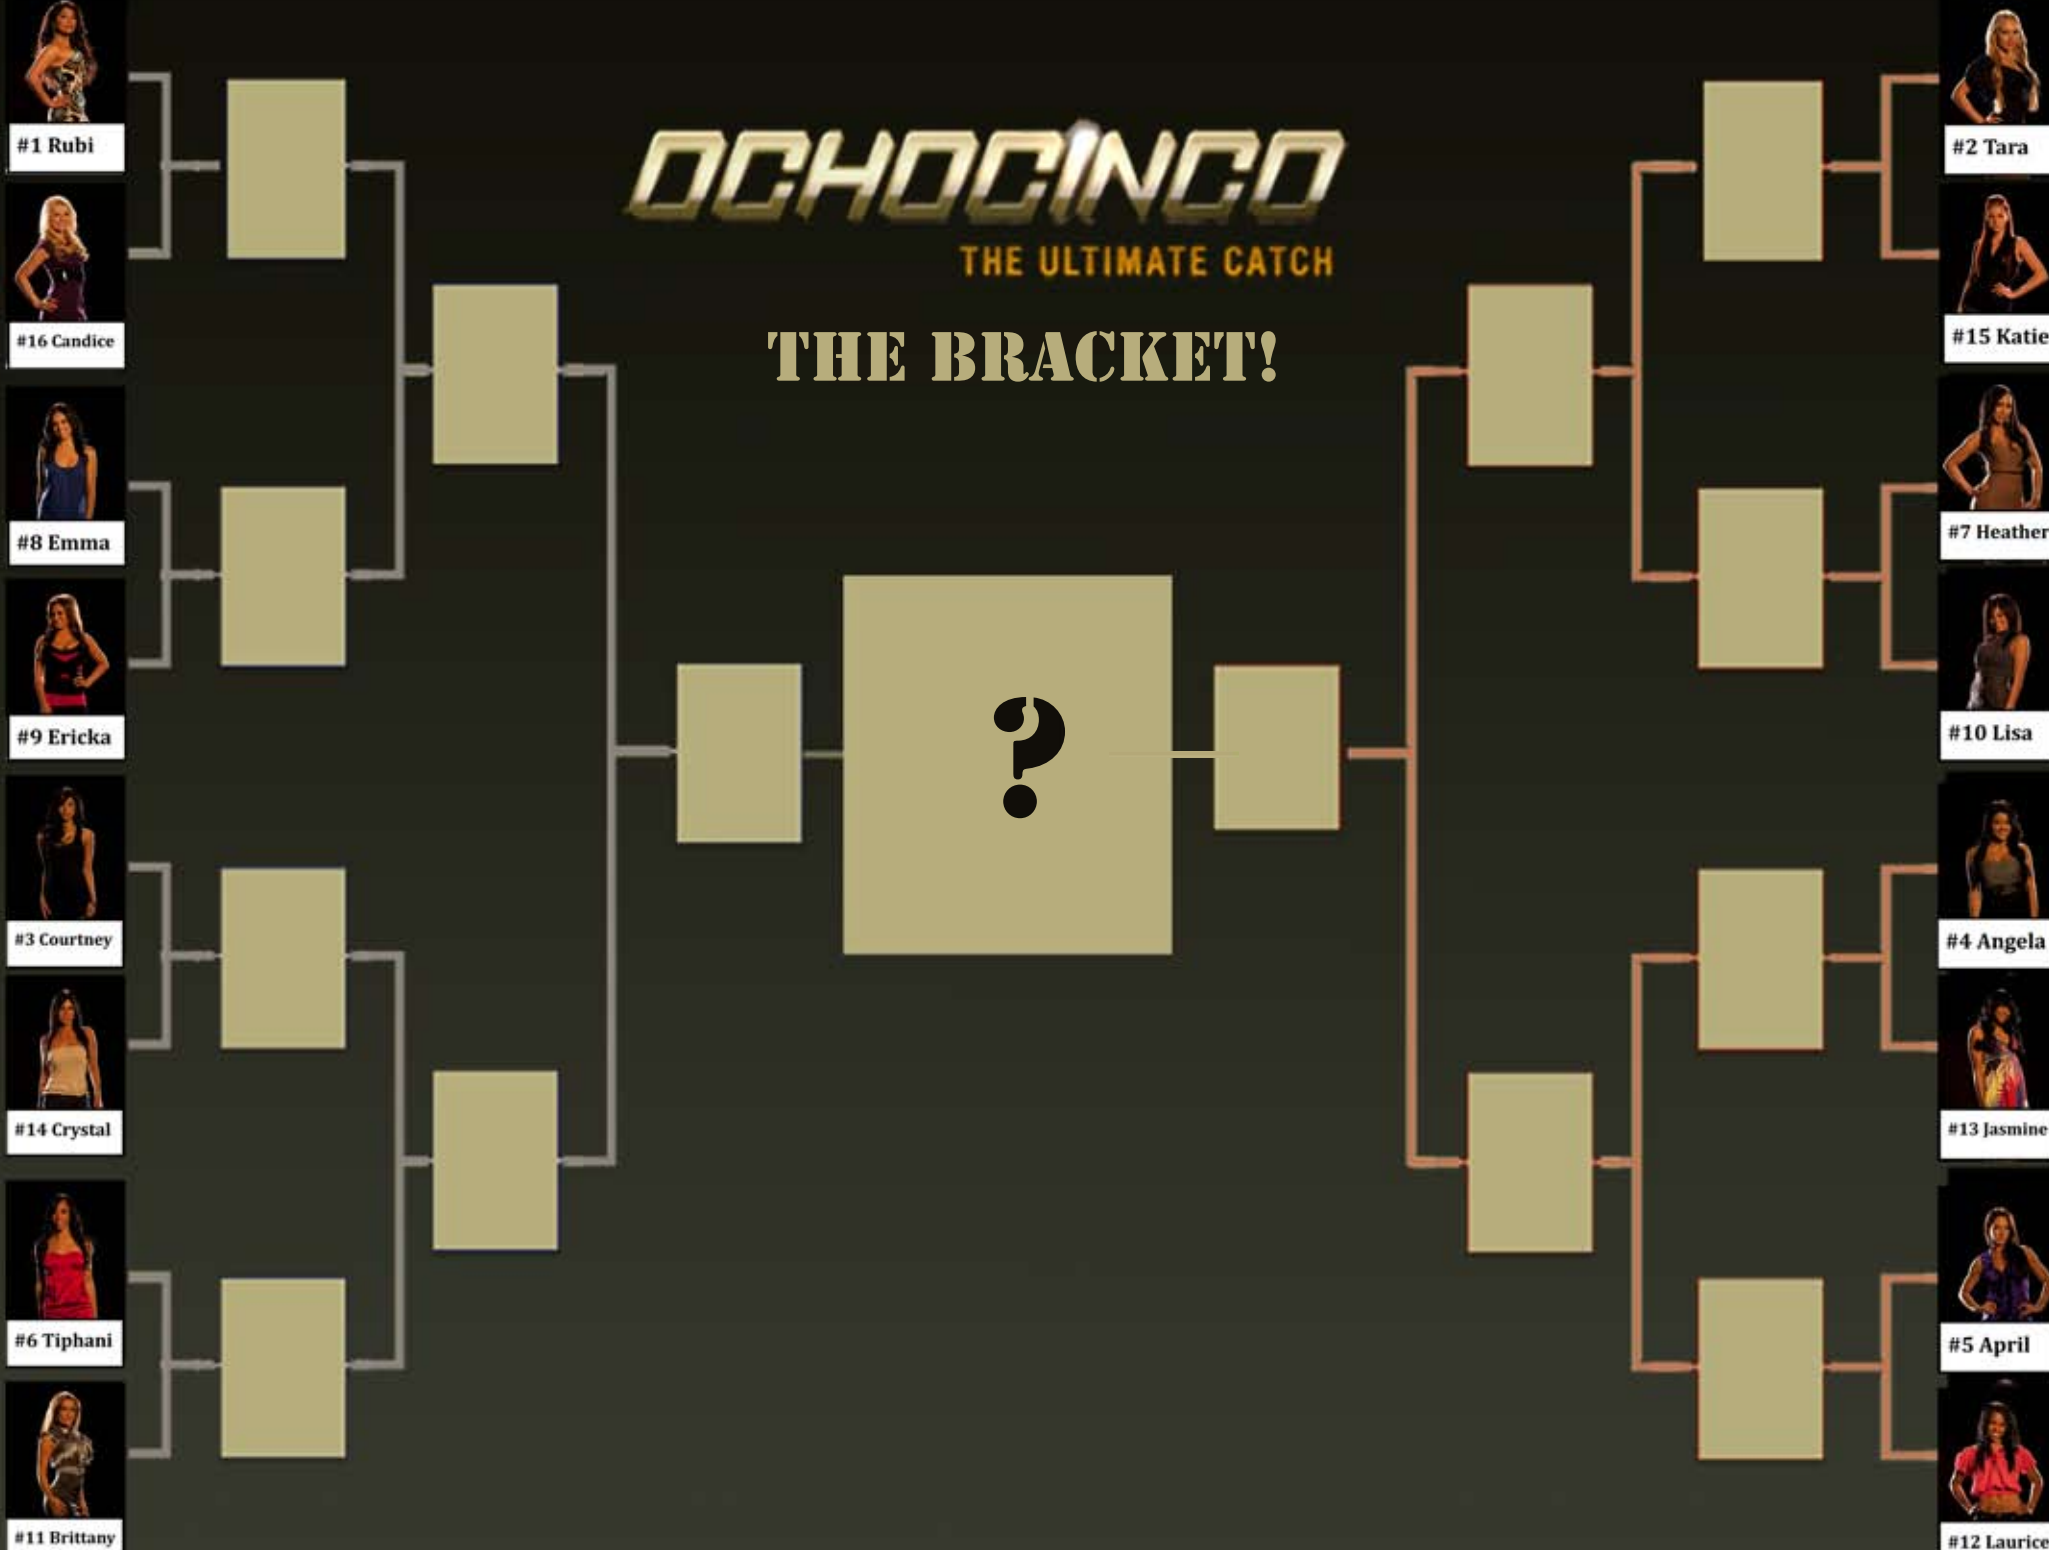 OCHOCINCO
THE ULTIMATE CATCH
THE BRACKET!
#1 Rubi
#16 Candice
#8 Emma
#9 Ericka
#3 Courtney
#14 Crystal
#6 Tiphani
#11 Brittany
?
#2 Tara
#15 Katie
#7 Heather
#10 Lisa
#4 Angela
#13 Jasmine
#5 April
#12 Laurice